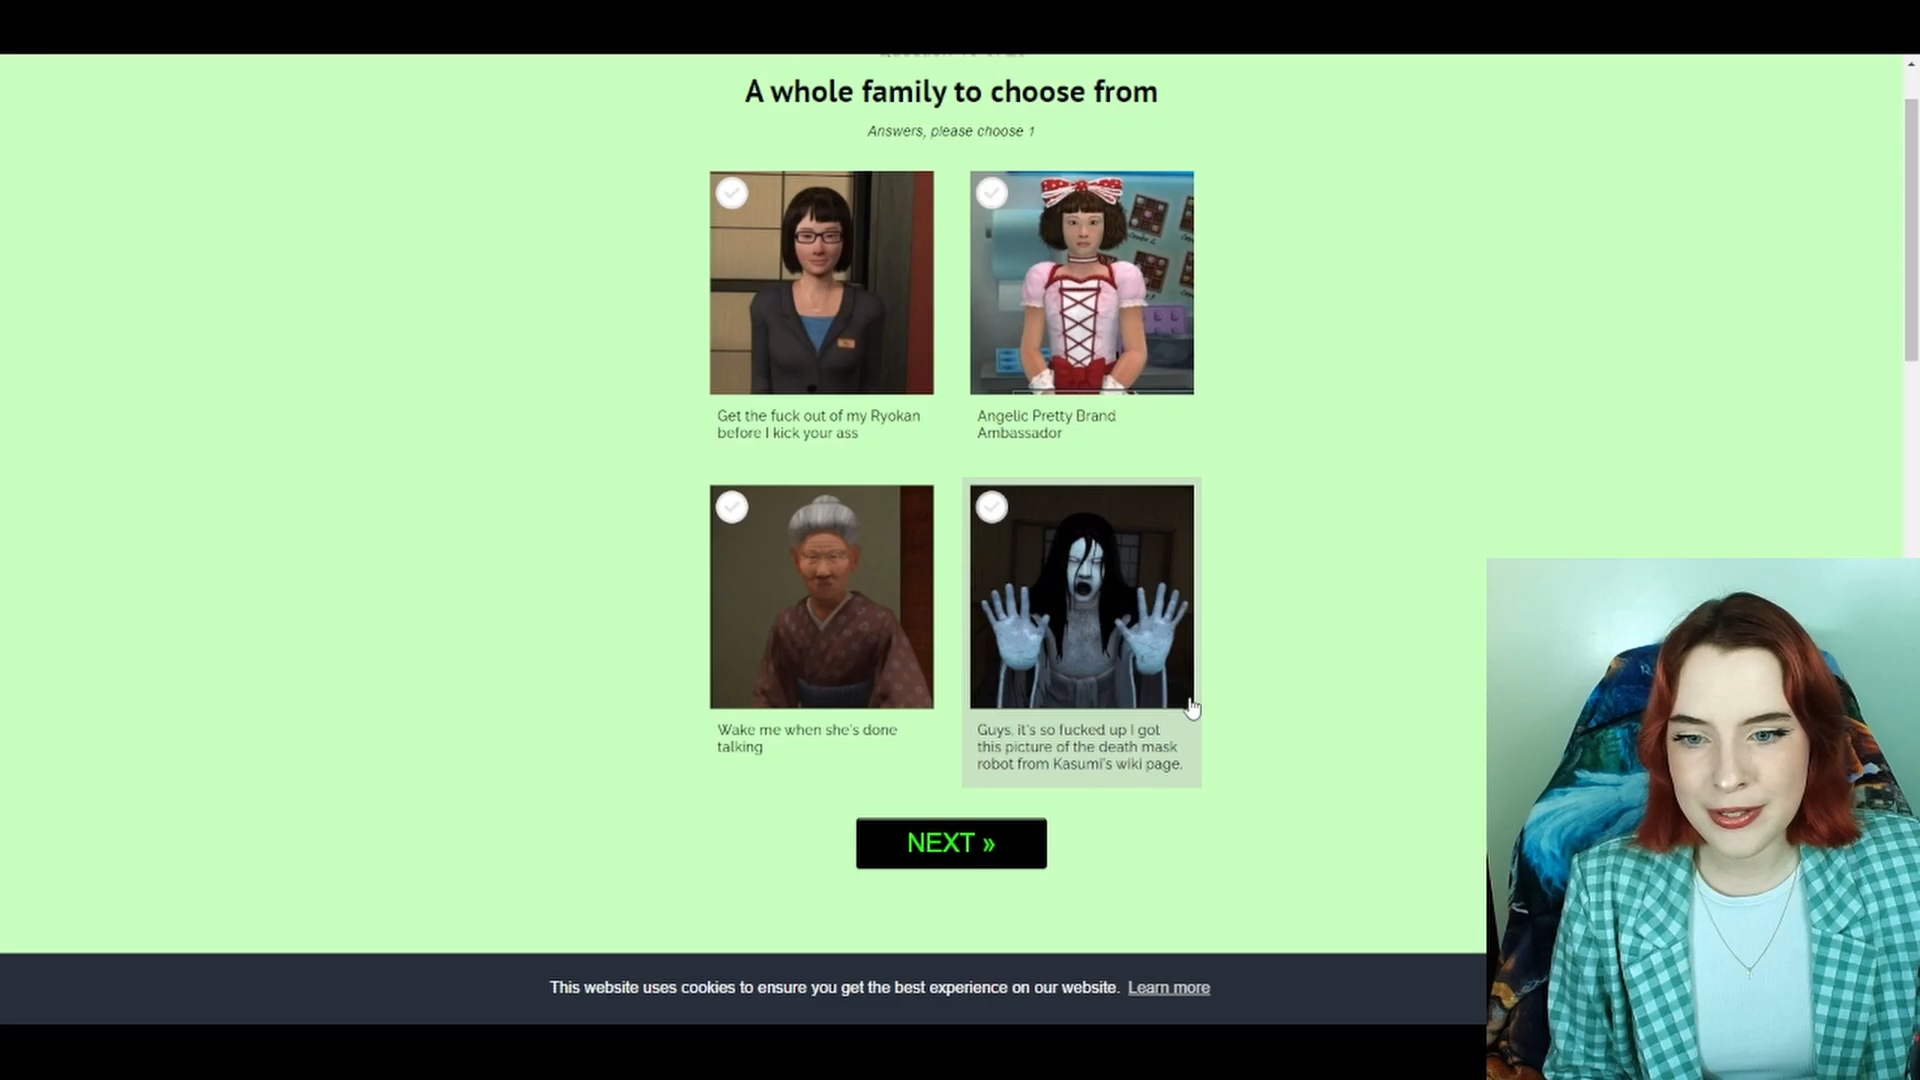 A whole family to choose from
Answers, please choose 1
Get the fuck out of my Ryokan
before I kick your ass
Angelic Pretty Brand
Ambassador
Wake me when she's done
talking
Guys, it's so fucked up I got
this picture of the death mask
robot from Kasumi's wiki page.
NEXT »
This website uses cookies to ensure you get the best experience on our website. Learn more